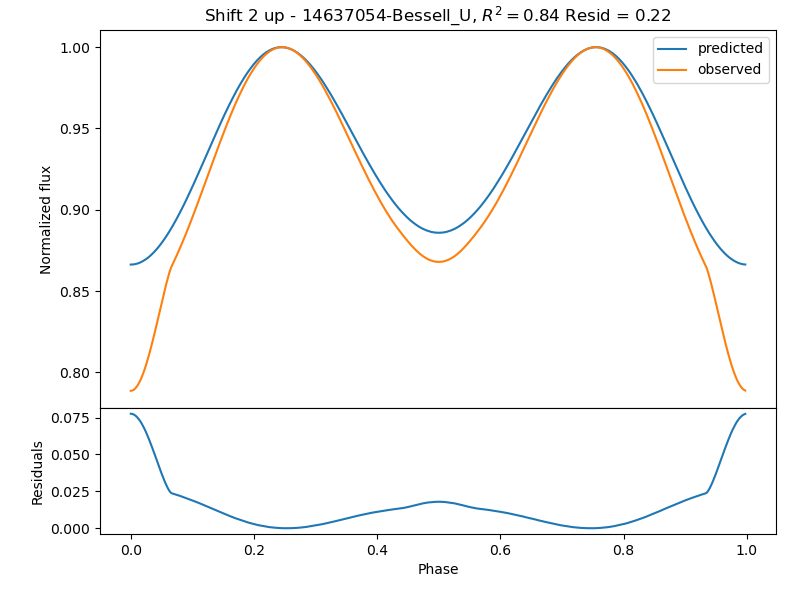 Shift 2 up - 14637054-Bessell_U, R² = 0.84 Resid = 0.22
predicted
observed
Normalized flux
1.00
0.95
0.90
0.85
0.80
Residuals
0.075
0.050
0.025
0.000
0.0 0.2 0.4 0.6 0.8 1.0
Phase